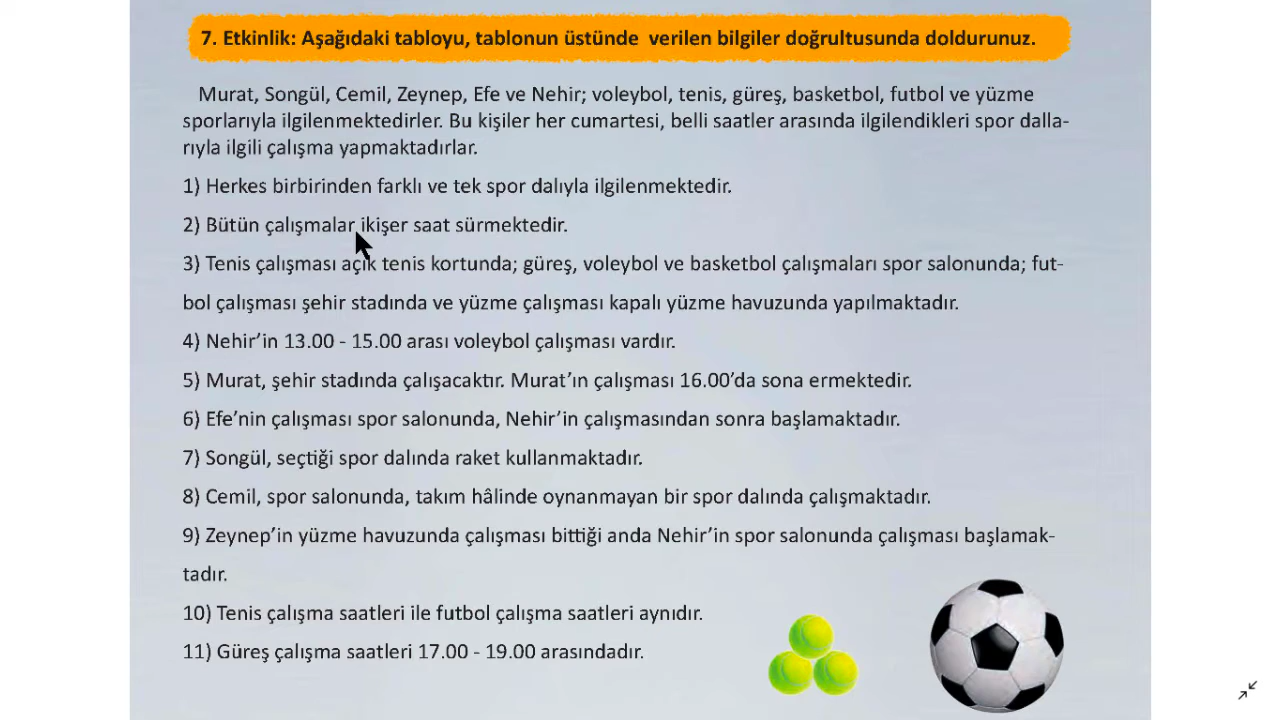 7. Etkinlik: Aşağıdaki tabloyu, tablonun üstünde verilen bilgiler doğrultusunda doldurunuz.
Murat, Songül, Cemil, Zeynep, Efe ve Nehir; voleybol, tenis, güreş, basketbol, futbol ve yüzme
sporlarıyla ilgilenmektedirler. Bu kişiler her cumartesi, belli saatler arasında ilgilendikleri spor dalla-
rıyla ilgili çalışma yapmaktadırlar.
1) Herkes birbirinden farklı ve tek spor dalıyla ilgilenmektedir.
2) Bütün çalışmalar ikişer saat sürmektedir.
3) Tenis çalışması açık tenis kortunda; güreş, voleybol ve basketbol çalışmaları spor salonunda; fut-
bol çalışması şehir stadında ve yüzme çalışması kapalı yüzme havuzunda yapılmaktadır.
4) Nehir’in 13.00 - 15.00 arası voleybol çalışması vardır.
5) Murat, şehir stadında çalışacaktır. Murat’ın çalışması 16.00’da sona ermektedir.
6) Efe’nin çalışması spor salonunda, Nehir’in çalışmasından sonra başlamaktadır.
7) Songül, seçtiği spor dalında raket kullanmaktadır.
8) Cemil, spor salonunda, takım hâlinde oynanmayan bir spor dalında çalışmaktadır.
9) Zeynep’in yüzme havuzunda çalışması bittiği anda Nehir’in spor salonunda çalışması başlamak-
tadır.
10) Tenis çalışma saatleri ile futbol çalışma saatleri aynıdır.
11) Güreş çalışma saatleri 17.00 - 19.00 arasındadır.